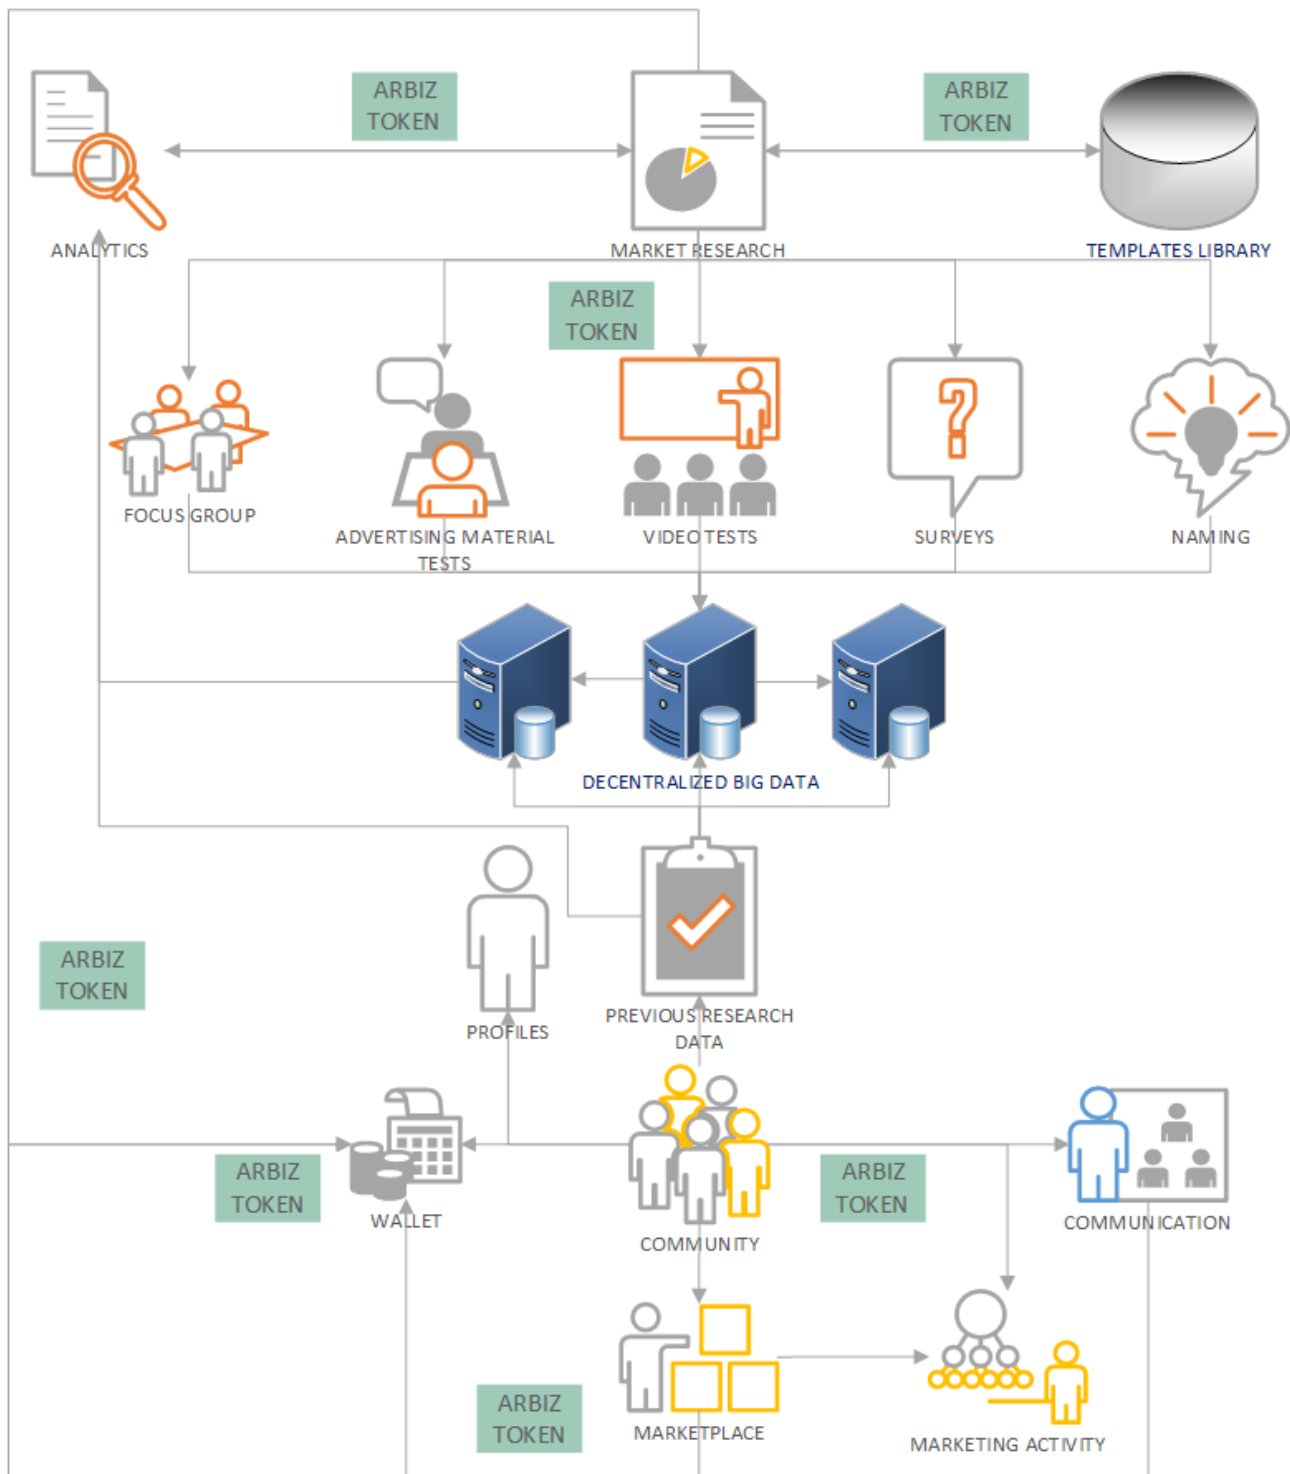 ARBIZ
TOKEN
ARBIZ
TOKEN
ANALYTICS
MARKET RESEARCH
TEMPLATES LIBRARY
ARBIZ
TOKEN
FOCUS GROUP
ADVERTISING MATERIAL
TESTS
VIDEO TESTS
SURVEYS
NAMING
DECENTRALIZED BIG DATA
ARBIZ
TOKEN
PROFILES
PREVIOUS RESEARCH
DATA
ARBIZ
TOKEN
WALLET
COMMUNITY
ARBIZ
TOKEN
COMMUNICATION
ARBIZ
TOKEN
MARKETPLACE
MARKETING ACTIVITY